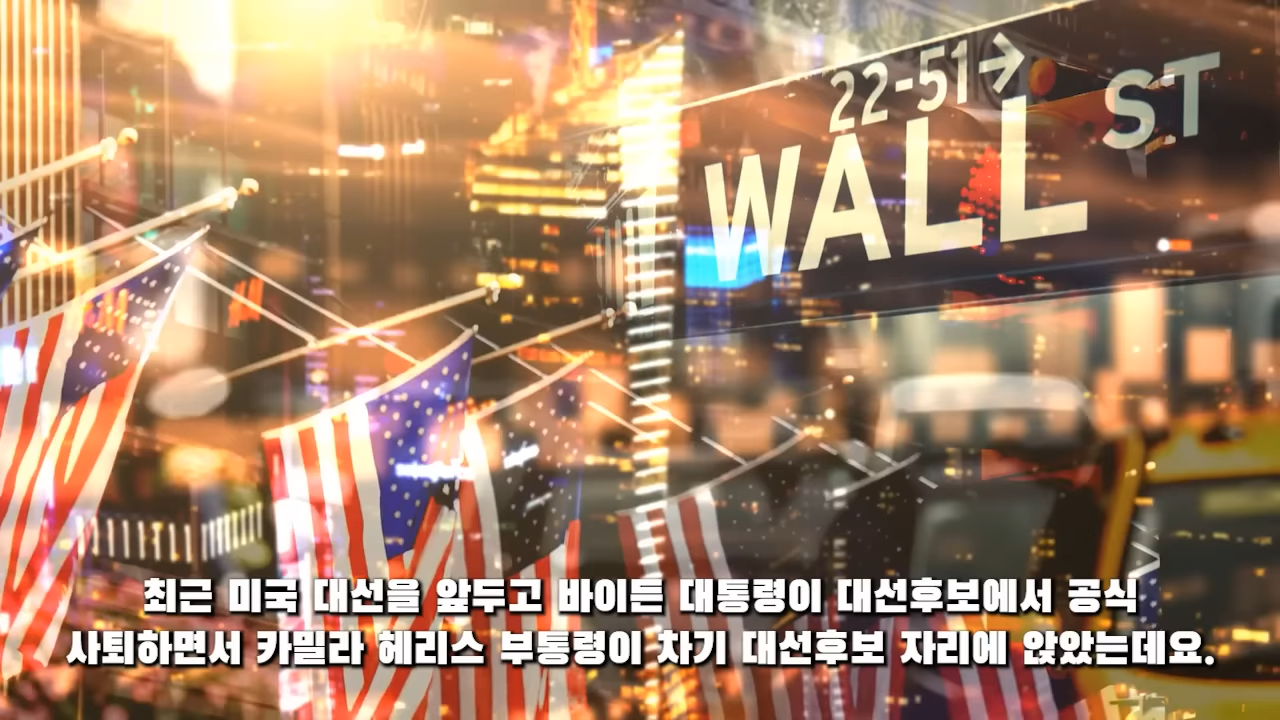 22-51→
WALL ST
최근 미국 대선을 앞두고 바이든 대통령이 대선후보에서 공식
사퇴하면서 카밀라 헤리스 부통령이 차기 대선후보 자리에 앉았는데요.